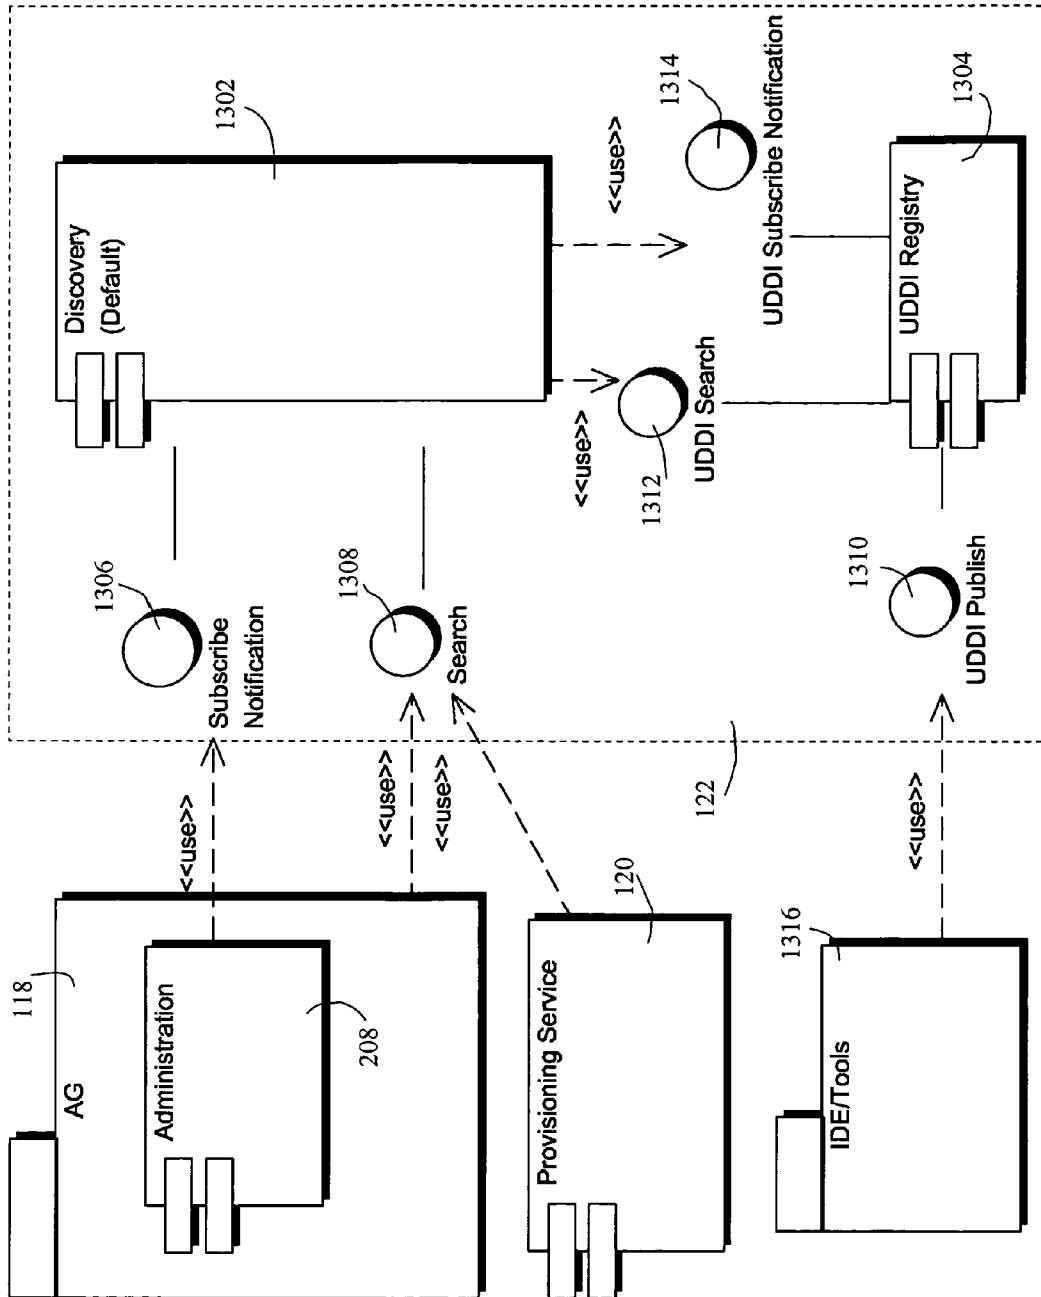 118
AG
Administration
208
<<use>>
Subscribe
Notification
1306
Discovery
(Default)
1302
<<use>>
<<use>>
Search
1308
Provisioning Service
120
122
<<use>>
<<use>>
1312
UDDI Search
1314
UDDI Subscribe Notification
IDE/Tools
1316
<<use>>
UDDI Publish
1310
UDDI Registry
1304